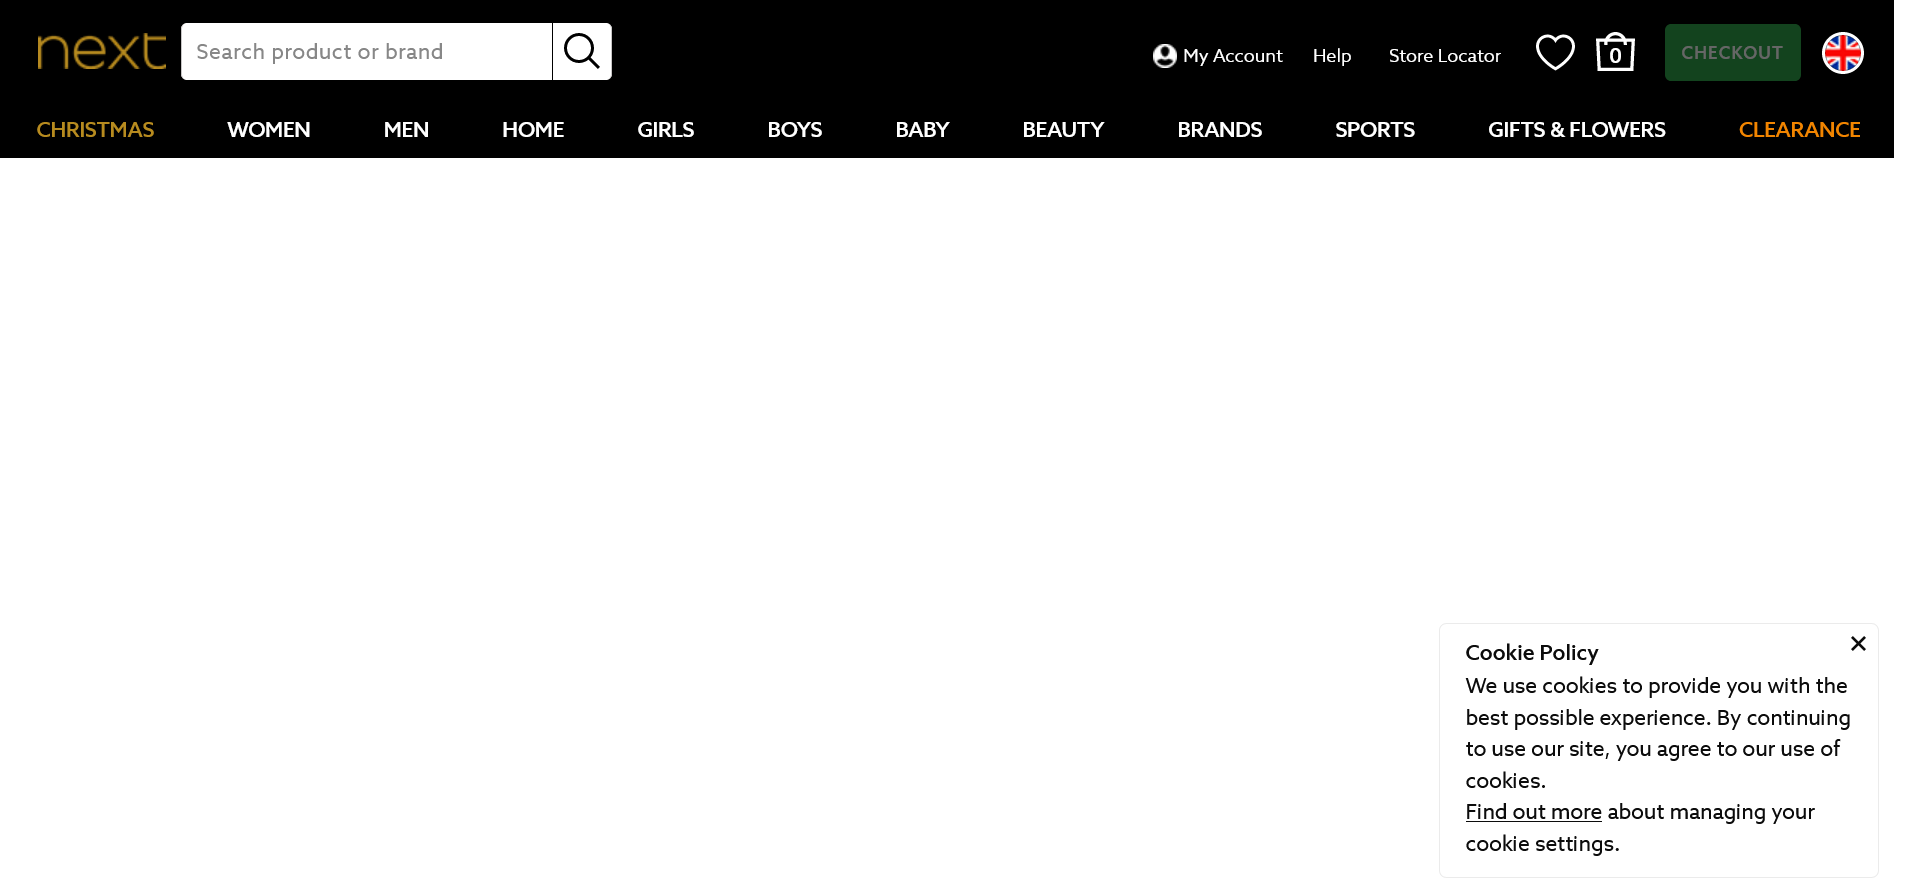 next
Search product or brand
My Account
Help
Store Locator
0
CHECKOUT
CHRISTMAS
WOMEN
MEN
HOME
GIRLS
BOYS
BABY
BEAUTY
BRANDS
SPORTS
GIFTS & FLOWERS
CLEARANCE
Cookie Policy
We use cookies to provide you with the
best possible experience. By continuing
to use our site, you agree to our use of
cookies.
Find out more about managing your
cookie settings.